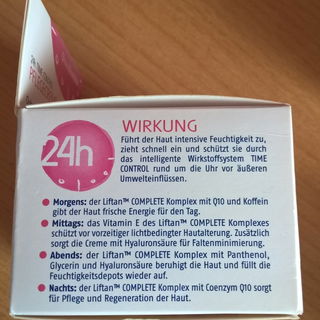 24h
WIRKUNG
Führt der Haut intensive Feuchtigkeit zu,
zieht schnell ein und schützt sie durch
das intelligente Wirkstoffsystem TIME
CONTROL rund um die Uhr vor äußeren
Umwelteinflüssen.
• Morgens: der Liftan™ COMPLETE Komplex mit Q10 und Koffein
gibt der Haut frische Energie für den Tag.
• Mittags: das Vitamin E des Liftan™ COMPLETE Komplexes
schützt vor vorzeitiger lichtbedingter Hautalterung. Zusätzlich
sorgt die Creme mit Hyaluronsäure für Faltenminimierung.
• Abends: der Liftan™ COMPLETE Komplex mit Panthenol,
Glycerin und Hyaluronsäure beruhigt die Haut und füllt die
Feuchtigkeitsdepots wieder auf.
• Nachts: der Liftan™ COMPLETE Komplex mit Coenzym Q10 sorgt
für Pflege und Regeneration der Haut.